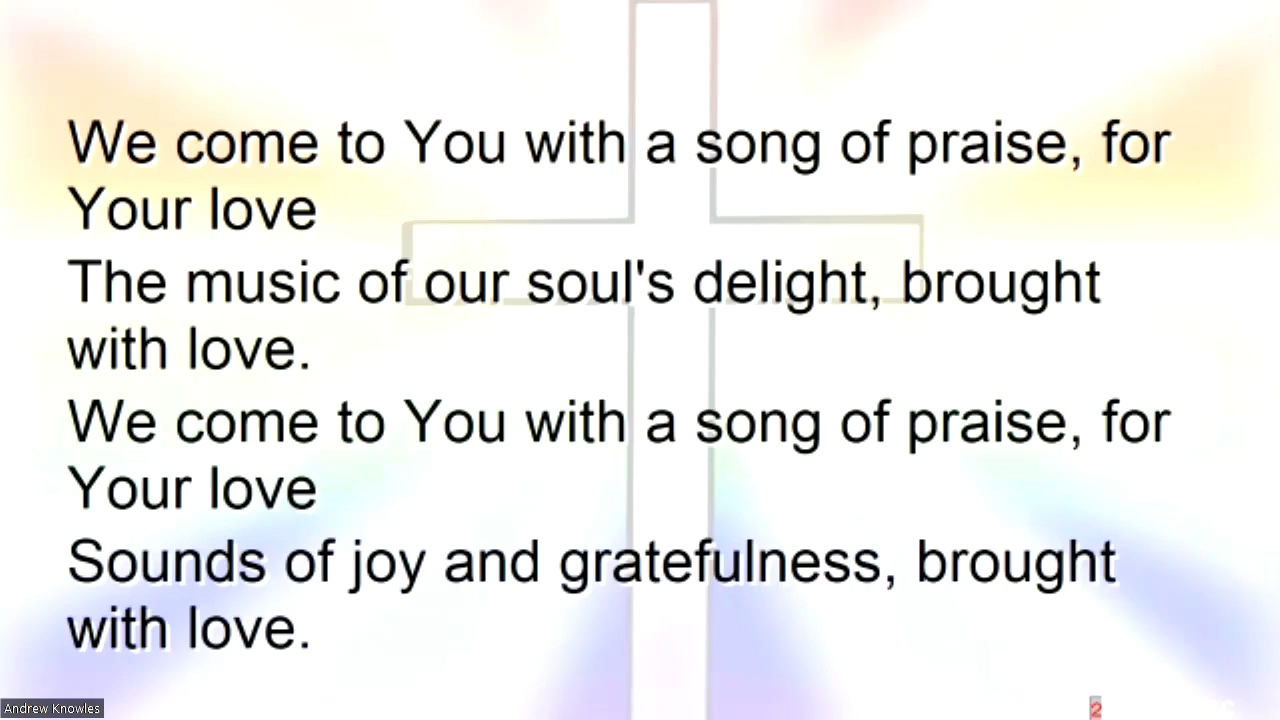 We come to You with a song of praise, for
Your love
The music of our soul's delight, brought
with love.
We come to You with a song of praise, for
Your love
Sounds of joy and gratefulness, brought
with love.
Andrew Knowles
2